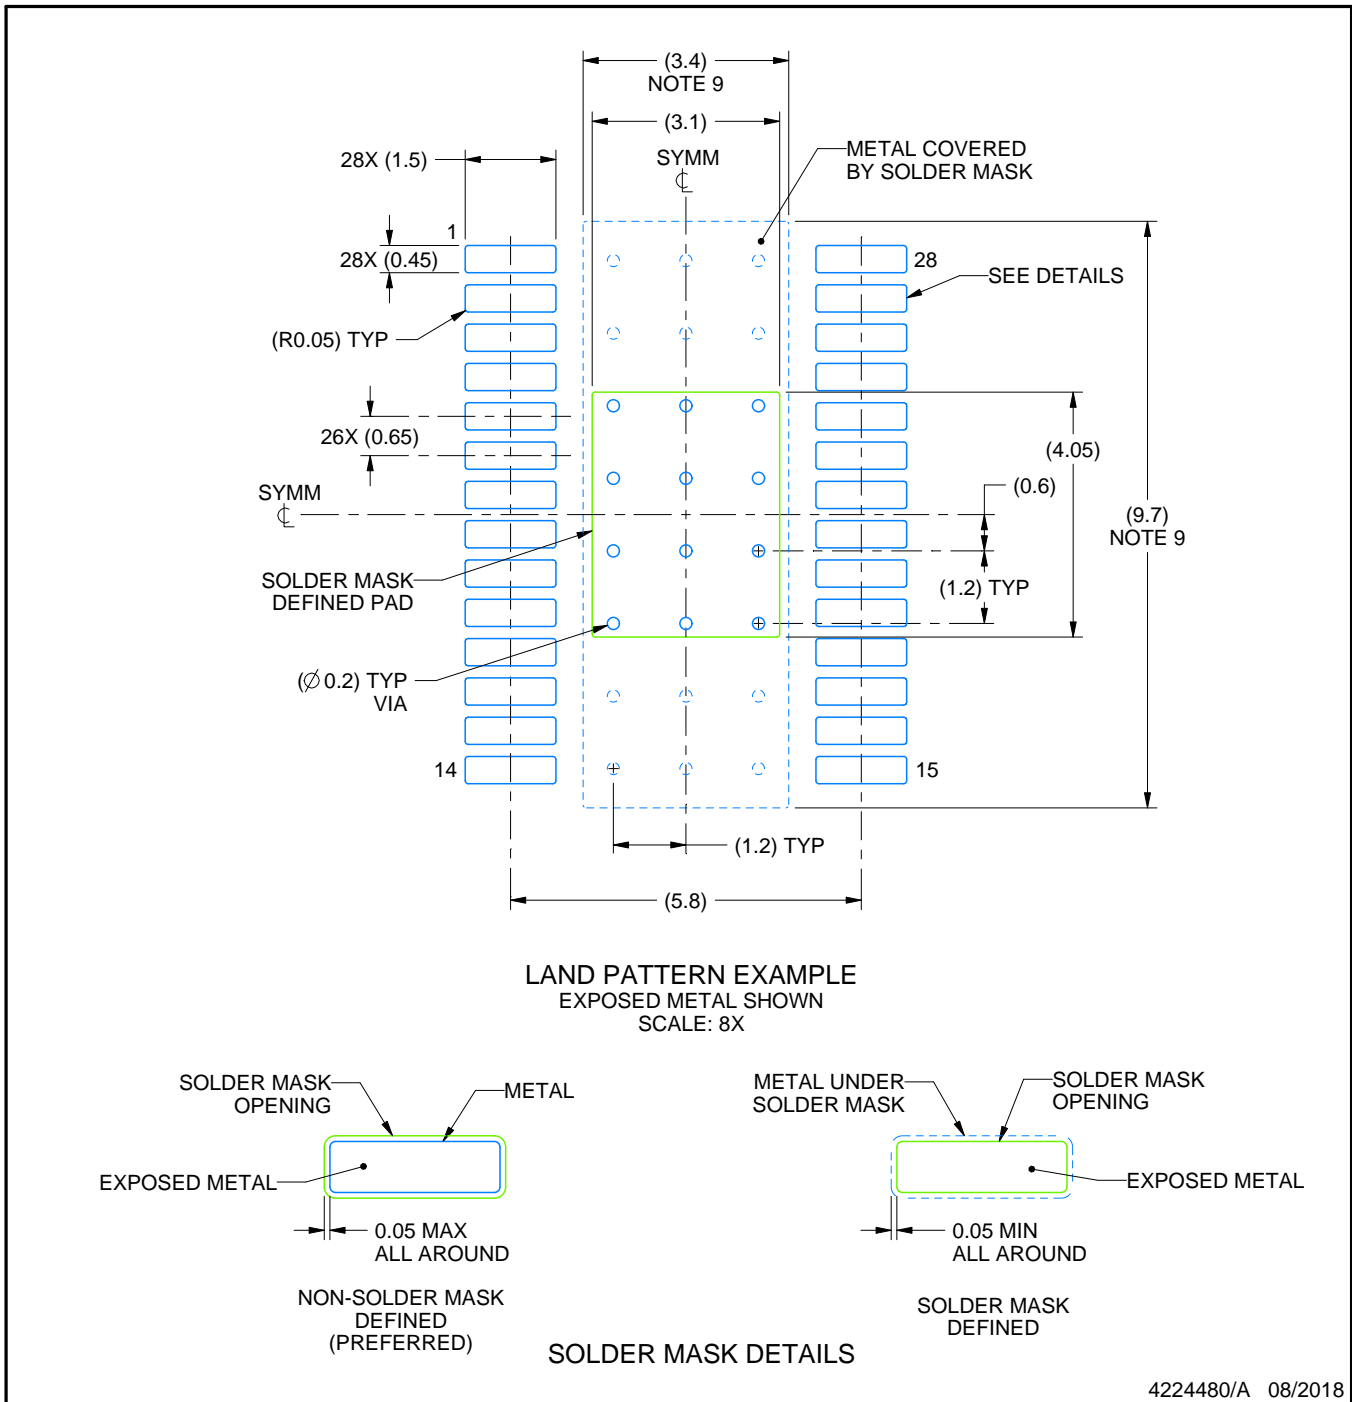 (3.4)
NOTE 9
(3.1)
SYMM
℄
METAL COVERED
BY SOLDER MASK
28X (1.5)
1
28X (0.45)
28
SEE DETAILS
(R0.05) TYP
26X (0.65)
(4.05)
(0.6)
SYMM
℄
(9.7)
NOTE 9
SOLDER MASK
DEFINED PAD
(1.2) TYP
(∅ 0.2) TYP
VIA
14
15
(1.2) TYP
(5.8)
LAND PATTERN EXAMPLE
EXPOSED METAL SHOWN
SCALE: 8X
SOLDER MASK
OPENING
METAL
EXPOSED METAL
0.05 MAX
ALL AROUND
NON-SOLDER MASK
DEFINED
(PREFERRED)
METAL UNDER
SOLDER MASK
SOLDER MASK
OPENING
EXPOSED METAL
0.05 MIN
ALL AROUND
SOLDER MASK
DEFINED
SOLDER MASK DETAILS
4224480/A 08/2018